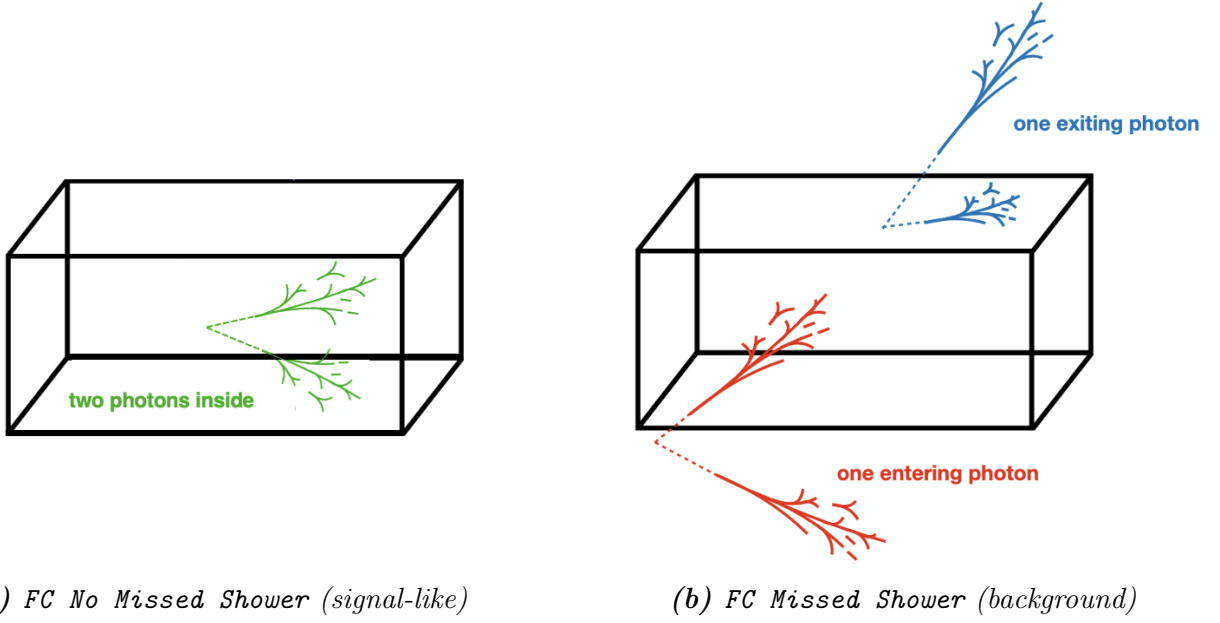 one exiting photon
two photons inside
one entering photon
) FC No Missed Shower (signal-like)
(b) FC Missed Shower (background)